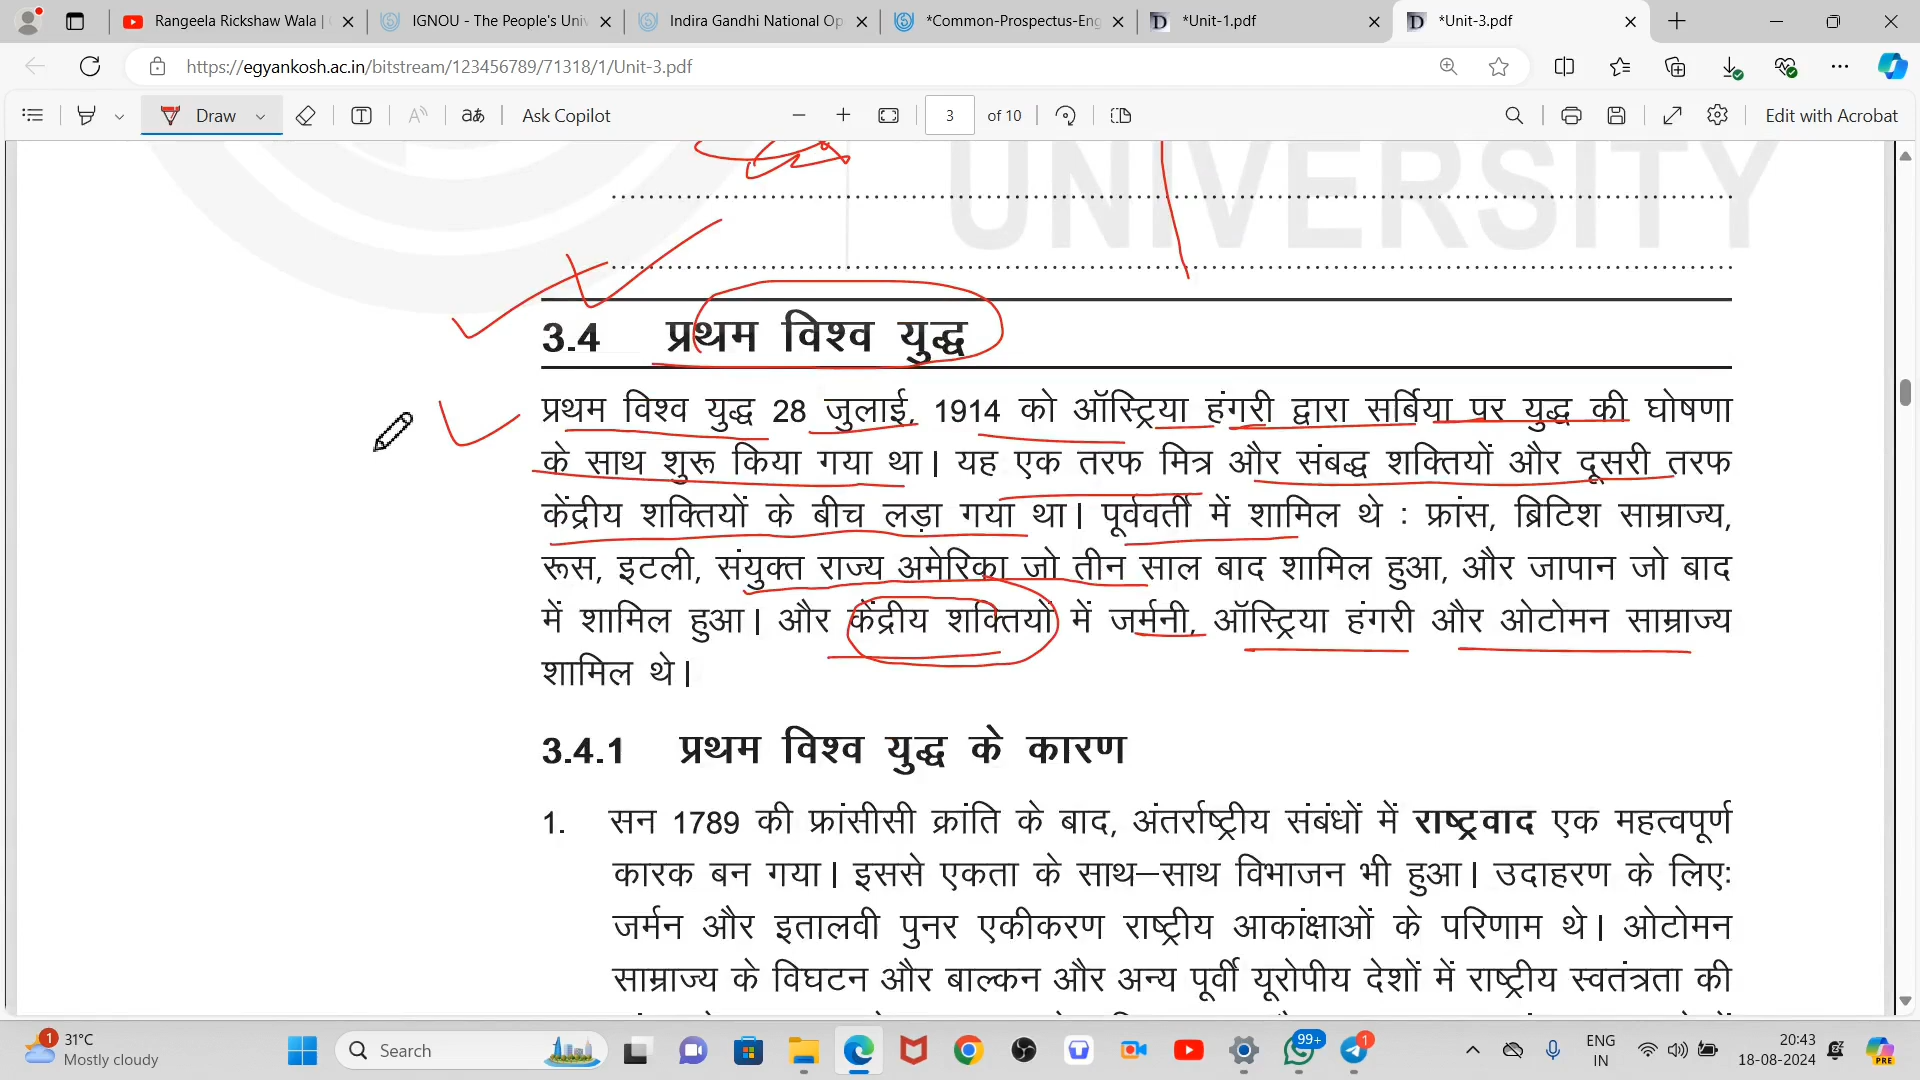 Rangeela Rickshaw Wala |
IGNOU - The People's Uni
Indira Gandhi National Op
*Common-Prospectus-Eng
*Unit-1.pdf
*Unit-3.pdf
https://egyankosh.ac.in/bitstream/123456789/71318/1/Unit-3.pdf
Draw
Ask Copilot
3 of 10
Edit with Acrobat
UNIVERSITY
3.4 प्रथम विश्व युद्ध
प्रथम विश्व युद्ध 28 जुलाई, 1914 को ऑस्ट्रिया हंगरी द्वारा सर्बिया पर युद्ध की घोषणा
के साथ शुरू किया गया था। यह एक तरफ मित्र और संबद्ध शक्तियों और दूसरी तरफ
केंद्रीय शक्तियों के बीच लड़ा गया था। पूर्ववर्ती में शामिल थे : फ्रांस, ब्रिटिश साम्राज्य,
रूस, इटली, संयुक्त राज्य अमेरिका जो तीन साल बाद शामिल हुआ, और जापान जो बाद
में शामिल हुआ। और केंद्रीय शक्तियों में जर्मनी, ऑस्ट्रिया हंगरी और ओटोमन साम्राज्य
शामिल थे।
3.4.1 प्रथम विश्व युद्ध के कारण
1. सन 1789 की फ्रांसीसी क्रांति के बाद, अंतर्राष्ट्रीय संबंधों में राष्ट्रवाद एक महत्वपूर्ण
कारक बन गया। इससे एकता के साथ–साथ विभाजन भी हुआ। उदाहरण के लिएः
जर्मन और इतालवी पुनर एकीकरण राष्ट्रीय आकांक्षाओं के परिणाम थे। ओटोमन
साम्राज्य के विघटन और बाल्कन और अन्य पूर्वी यूरोपीय देशों में राष्ट्रीय स्वतंत्रता की
1
31°C
Mostly cloudy
Search
99+
1
ENG
IN
20:43
18-08-2024
PRE